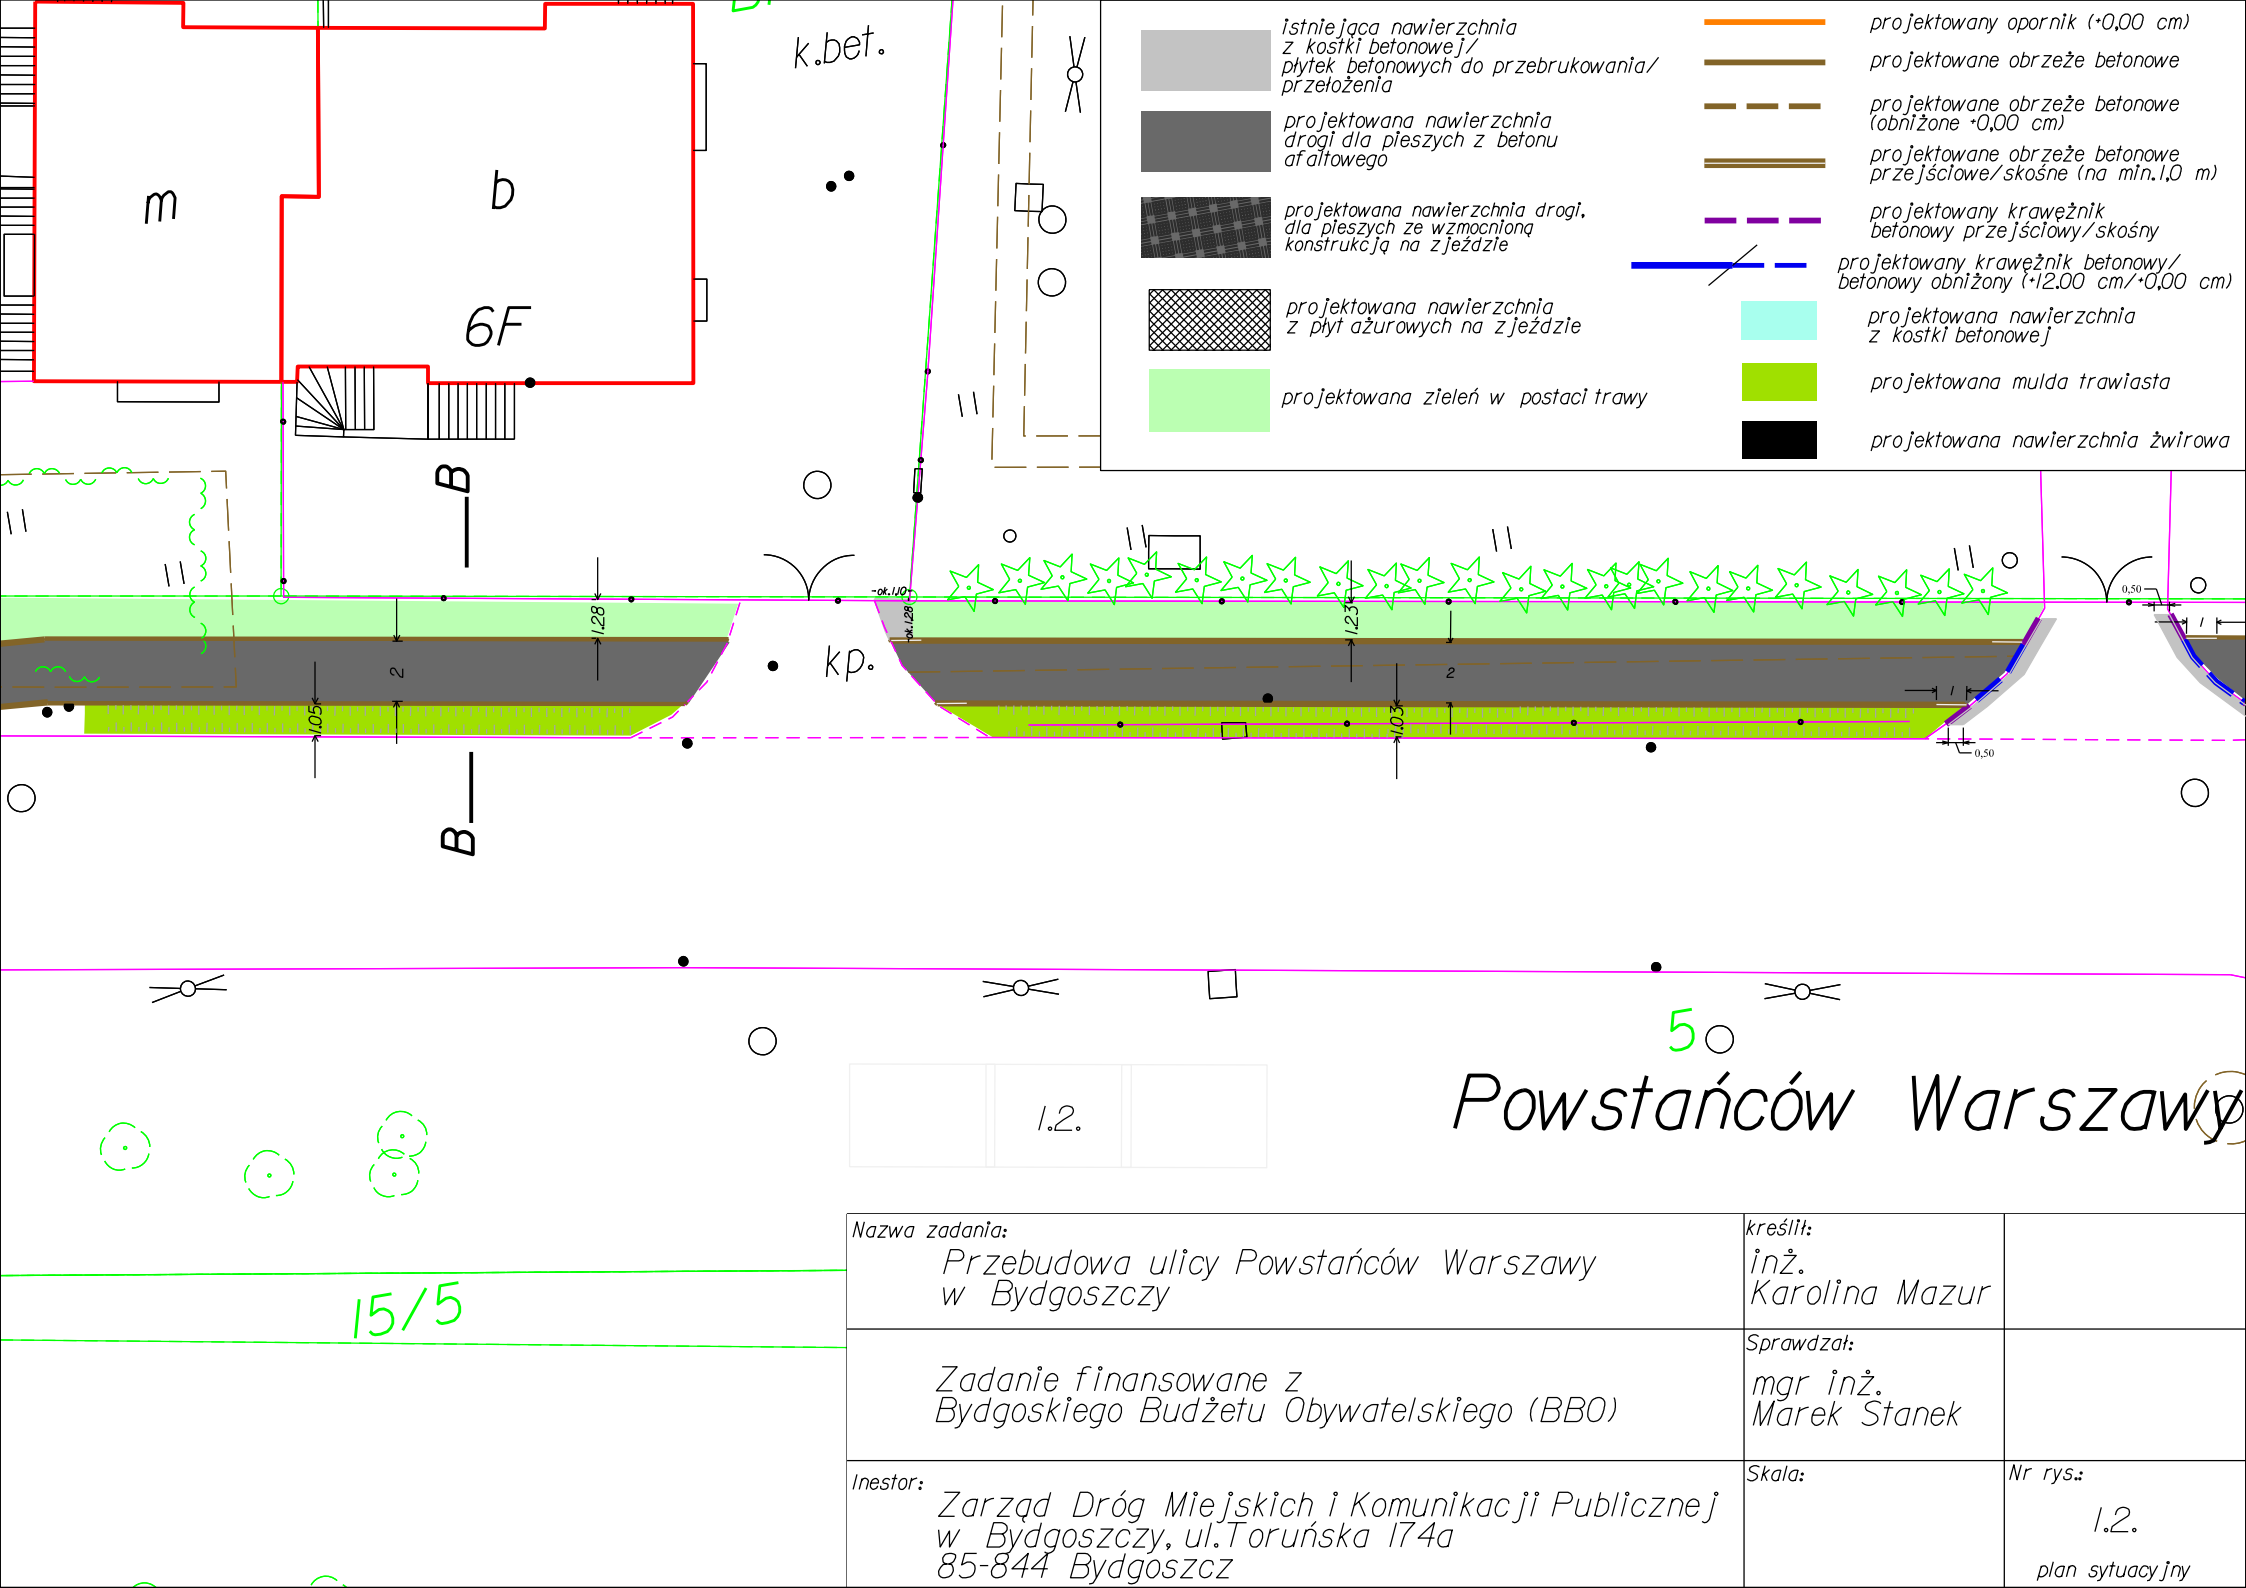 k.bet.
m
b
6F
istniejąca nawierzchnia
z kostki betonowej/
płytek betonowych do przebrukowania/
przełożenia
projektowana nawierzchnia
drogi dla pieszych z betonu
afaltowego
projektowana nawierzchnia drogi,
dla pieszych ze wzmocnioną
konstrukcją na zjeździe
projektowana nawierzchnia
z płyt ażurowych na zjeździe
projektowana zieleń w postaci trawy
projektowany opornik (+0,00 cm)
projektowane obrzeże betonowe
projektowane obrzeże betonowe
(obniżone +0,00 cm)
projektowane obrzeże betonowe
przejściowe/skośne (na min.1,0 m)
projektowany krawężnik
betonowy przejściowy/skośny
projektowany krawężnik betonowy/
betonowy obniżony (+12.00 cm/+0,00 cm)
projektowana nawierzchnia
z kostki betonowej
projektowana mulda trawiasta
projektowana nawierzchnia żwirowa
B
1.28
-ok.1,10-
-ok.1.28-
1.23
0,50
1
2
kp.
2
1
1.05
1.03
0,50
B
5
1.2.
Powstańców Warszawy
15/5
Nazwa zadania:
Przebudowa ulicy Powstańców Warszawy
w Bydgoszczy
kreślił:
inż.
Karolina Mazur
Zadanie finansowane z
Bydgoskiego Budżetu Obywatelskiego (BBO)
Sprawdzał:
mgr inż.
Marek Stanek
Inestor:
Zarząd Dróg Miejskich i Komunikacji Publicznej
w Bydgoszczy, ul.Toruńska 174a
85-844 Bydgoszcz
Skala:
Nr rys.:
1.2.
plan sytuacyjny